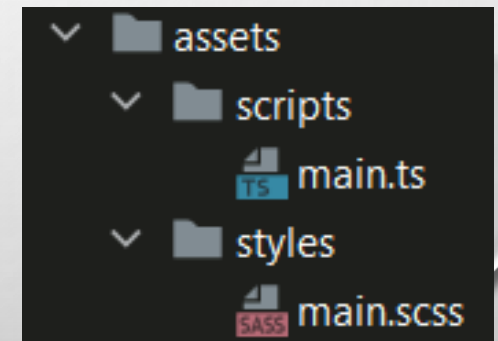 assets
scripts
TS main.ts
styles
SASS main.scss